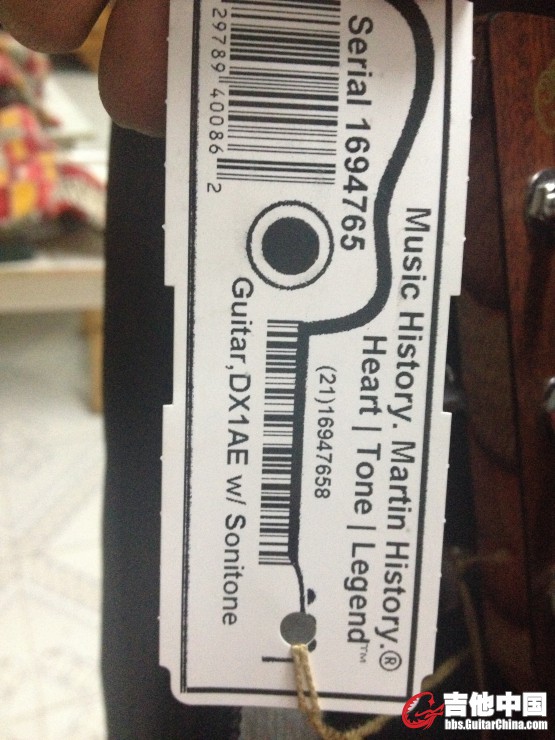 Music History. Martin History.®
Heart | Tone | Legend™
Serial 1694765
(21)16947658
29789 40086 2
Guitar,DX1AE w/ Sonitone
吉他中国
bbs.GuitarChina.com